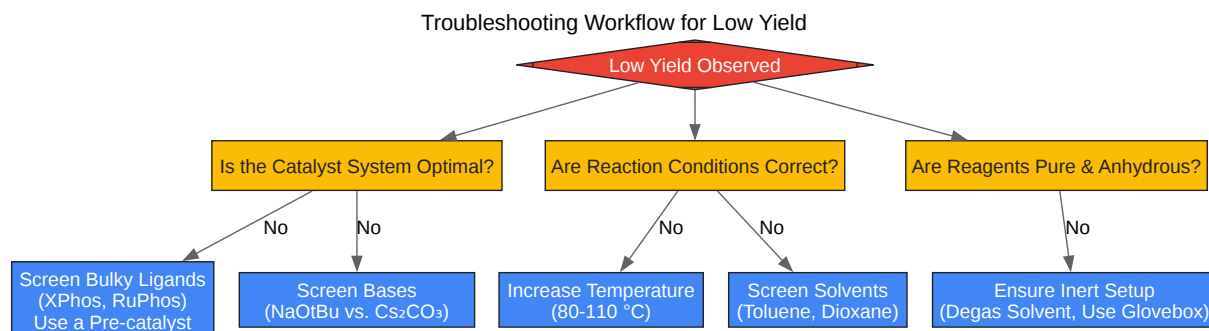 Troubleshooting Workflow for Low Yield
Low Yield Observed
Is the Catalyst System Optimal?
Are Reaction Conditions Correct?
Are Reagents Pure & Anhydrous?
No
No
No
No
No
Screen Bulky Ligands
(XPhos, RuPhos)
Use a Pre-catalyst
Screen Bases
(NaOtBu vs. Cs₂CO₃)
Increase Temperature
(80-110 °C)
Screen Solvents
(Toluene, Dioxane)
Ensure Inert Setup
(Degas Solvent, Use Glovebox)